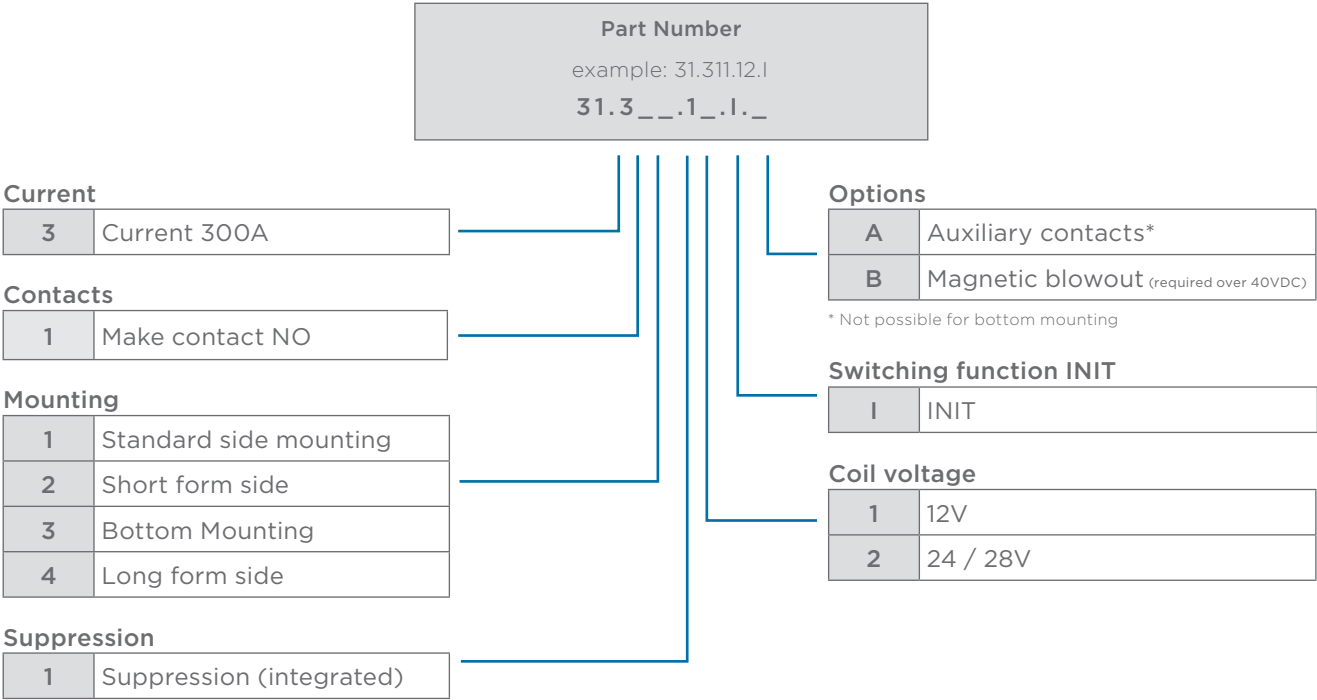 Part Number
example: 31.311.12.I
31.3__.1_.I._
Current
3 Current 300A
Contacts
1 Make contact NO
Mounting
1 Standard side mounting
2 Short form side
3 Bottom Mounting
4 Long form side
Suppression
1 Suppression (integrated)
Options
A Auxiliary contacts*
B Magnetic blowout (required over 40VDC)
* Not possible for bottom mounting
Switching function INIT
I INIT
Coil voltage
1 12V
2 24 / 28V